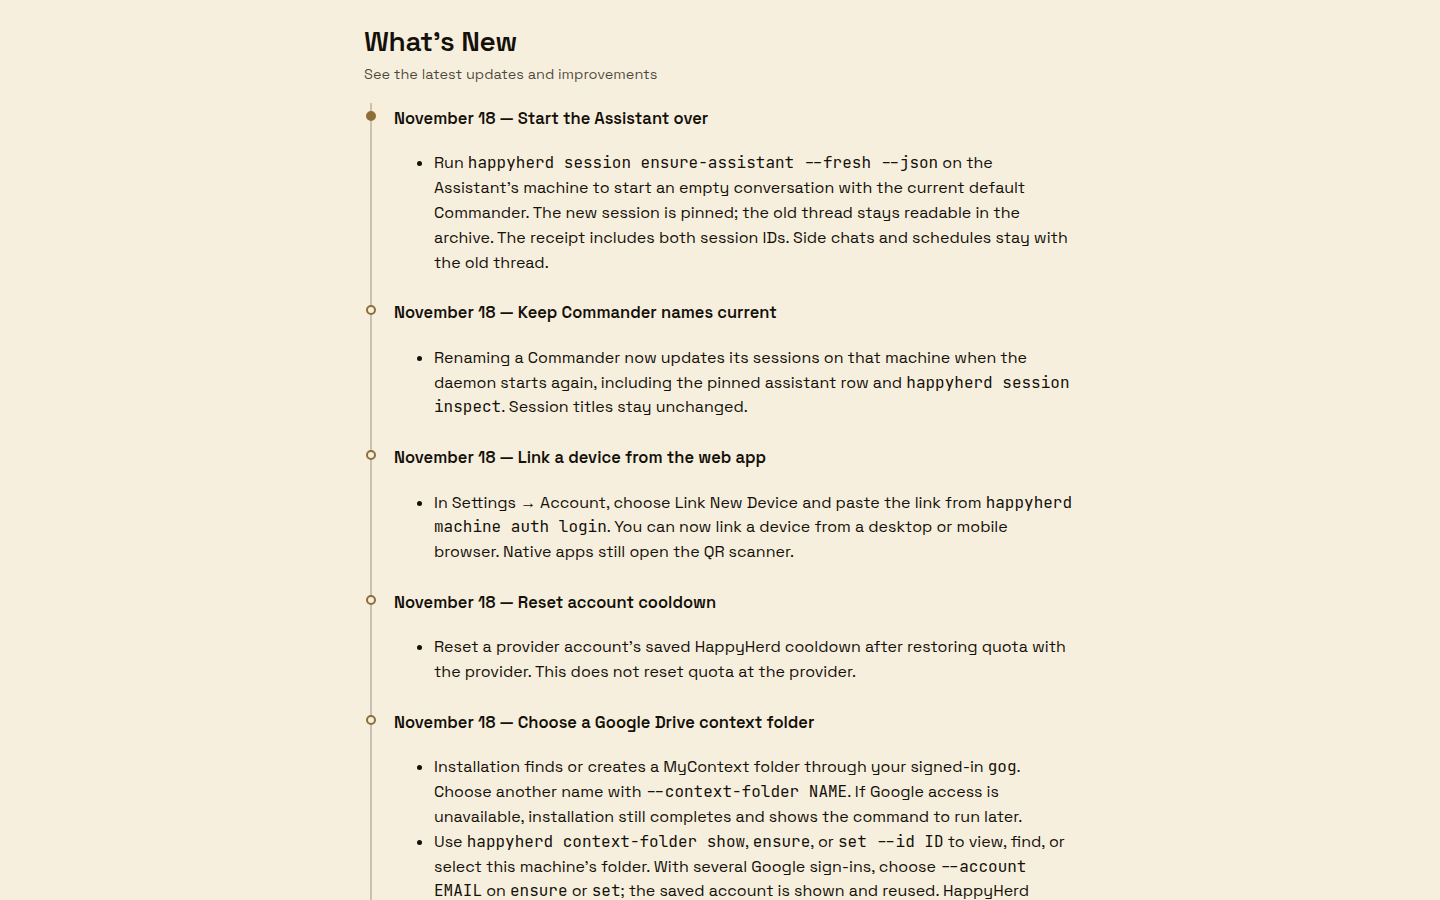 What's New
See the latest updates and improvements
November 18 — Start the Assistant over
• Run happyherd session ensure-assistant --fresh --json on the
Assistant's machine to start an empty conversation with the current default
Commander. The new session is pinned; the old thread stays readable in the
archive. The receipt includes both session IDs. Side chats and schedules stay with
the old thread.
November 18 — Keep Commander names current
• Renaming a Commander now updates its sessions on that machine when the
daemon starts again, including the pinned assistant row and happyherd session
inspect. Session titles stay unchanged.
November 18 — Link a device from the web app
• In Settings → Account, choose Link New Device and paste the link from happyherd
machine auth login. You can now link a device from a desktop or mobile
browser. Native apps still open the QR scanner.
November 18 — Reset account cooldown
• Reset a provider account's saved HappyHerd cooldown after restoring quota with
the provider. This does not reset quota at the provider.
November 18 — Choose a Google Drive context folder
• Installation finds or creates a MyContext folder through your signed-in gog.
Choose another name with --context-folder NAME. If Google access is
unavailable, installation still completes and shows the command to run later.
• Use happyherd context-folder show, ensure, or set --id ID to view, find, or
select this machine's folder. With several Google sign-ins, choose --account
EMAIL on ensure or set; the saved account is shown and reused. HappyHerd